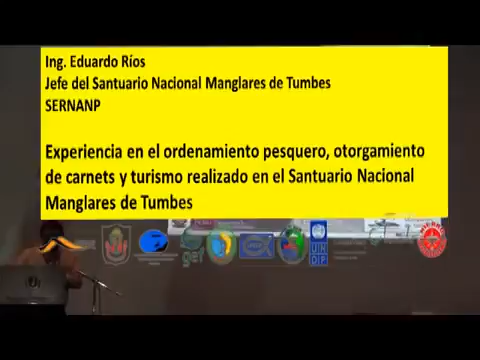 Ing. Eduardo Ríos
Jefe del Santuario Nacional Manglares de Tumbes
SERNANP
Experiencia en el ordenamiento pesquero, otorgamiento
de carnets y turismo realizado en el Santuario Nacional
Manglares de Tumbes
gef
U N
D P